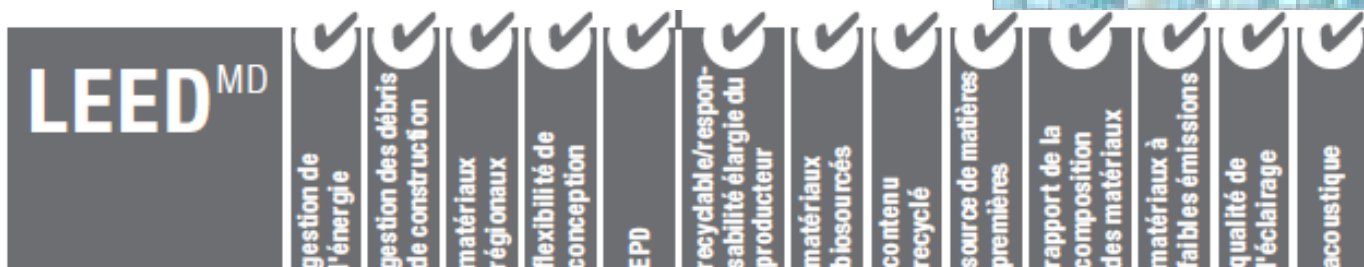 LEED MD
gestion de
l'énergie
gestion des débris
de construction
matériaux
régionaux
flexibilité de
conception
EPD
recyclable/respon-
sabilité élargie du
producteur
matériaux
biosourcés
contenu
recyclé
source de matières
premières
rapport de la
composition
des matériaux
matériaux à
faibles émissions
qualité de
l'éclairage
acoustique